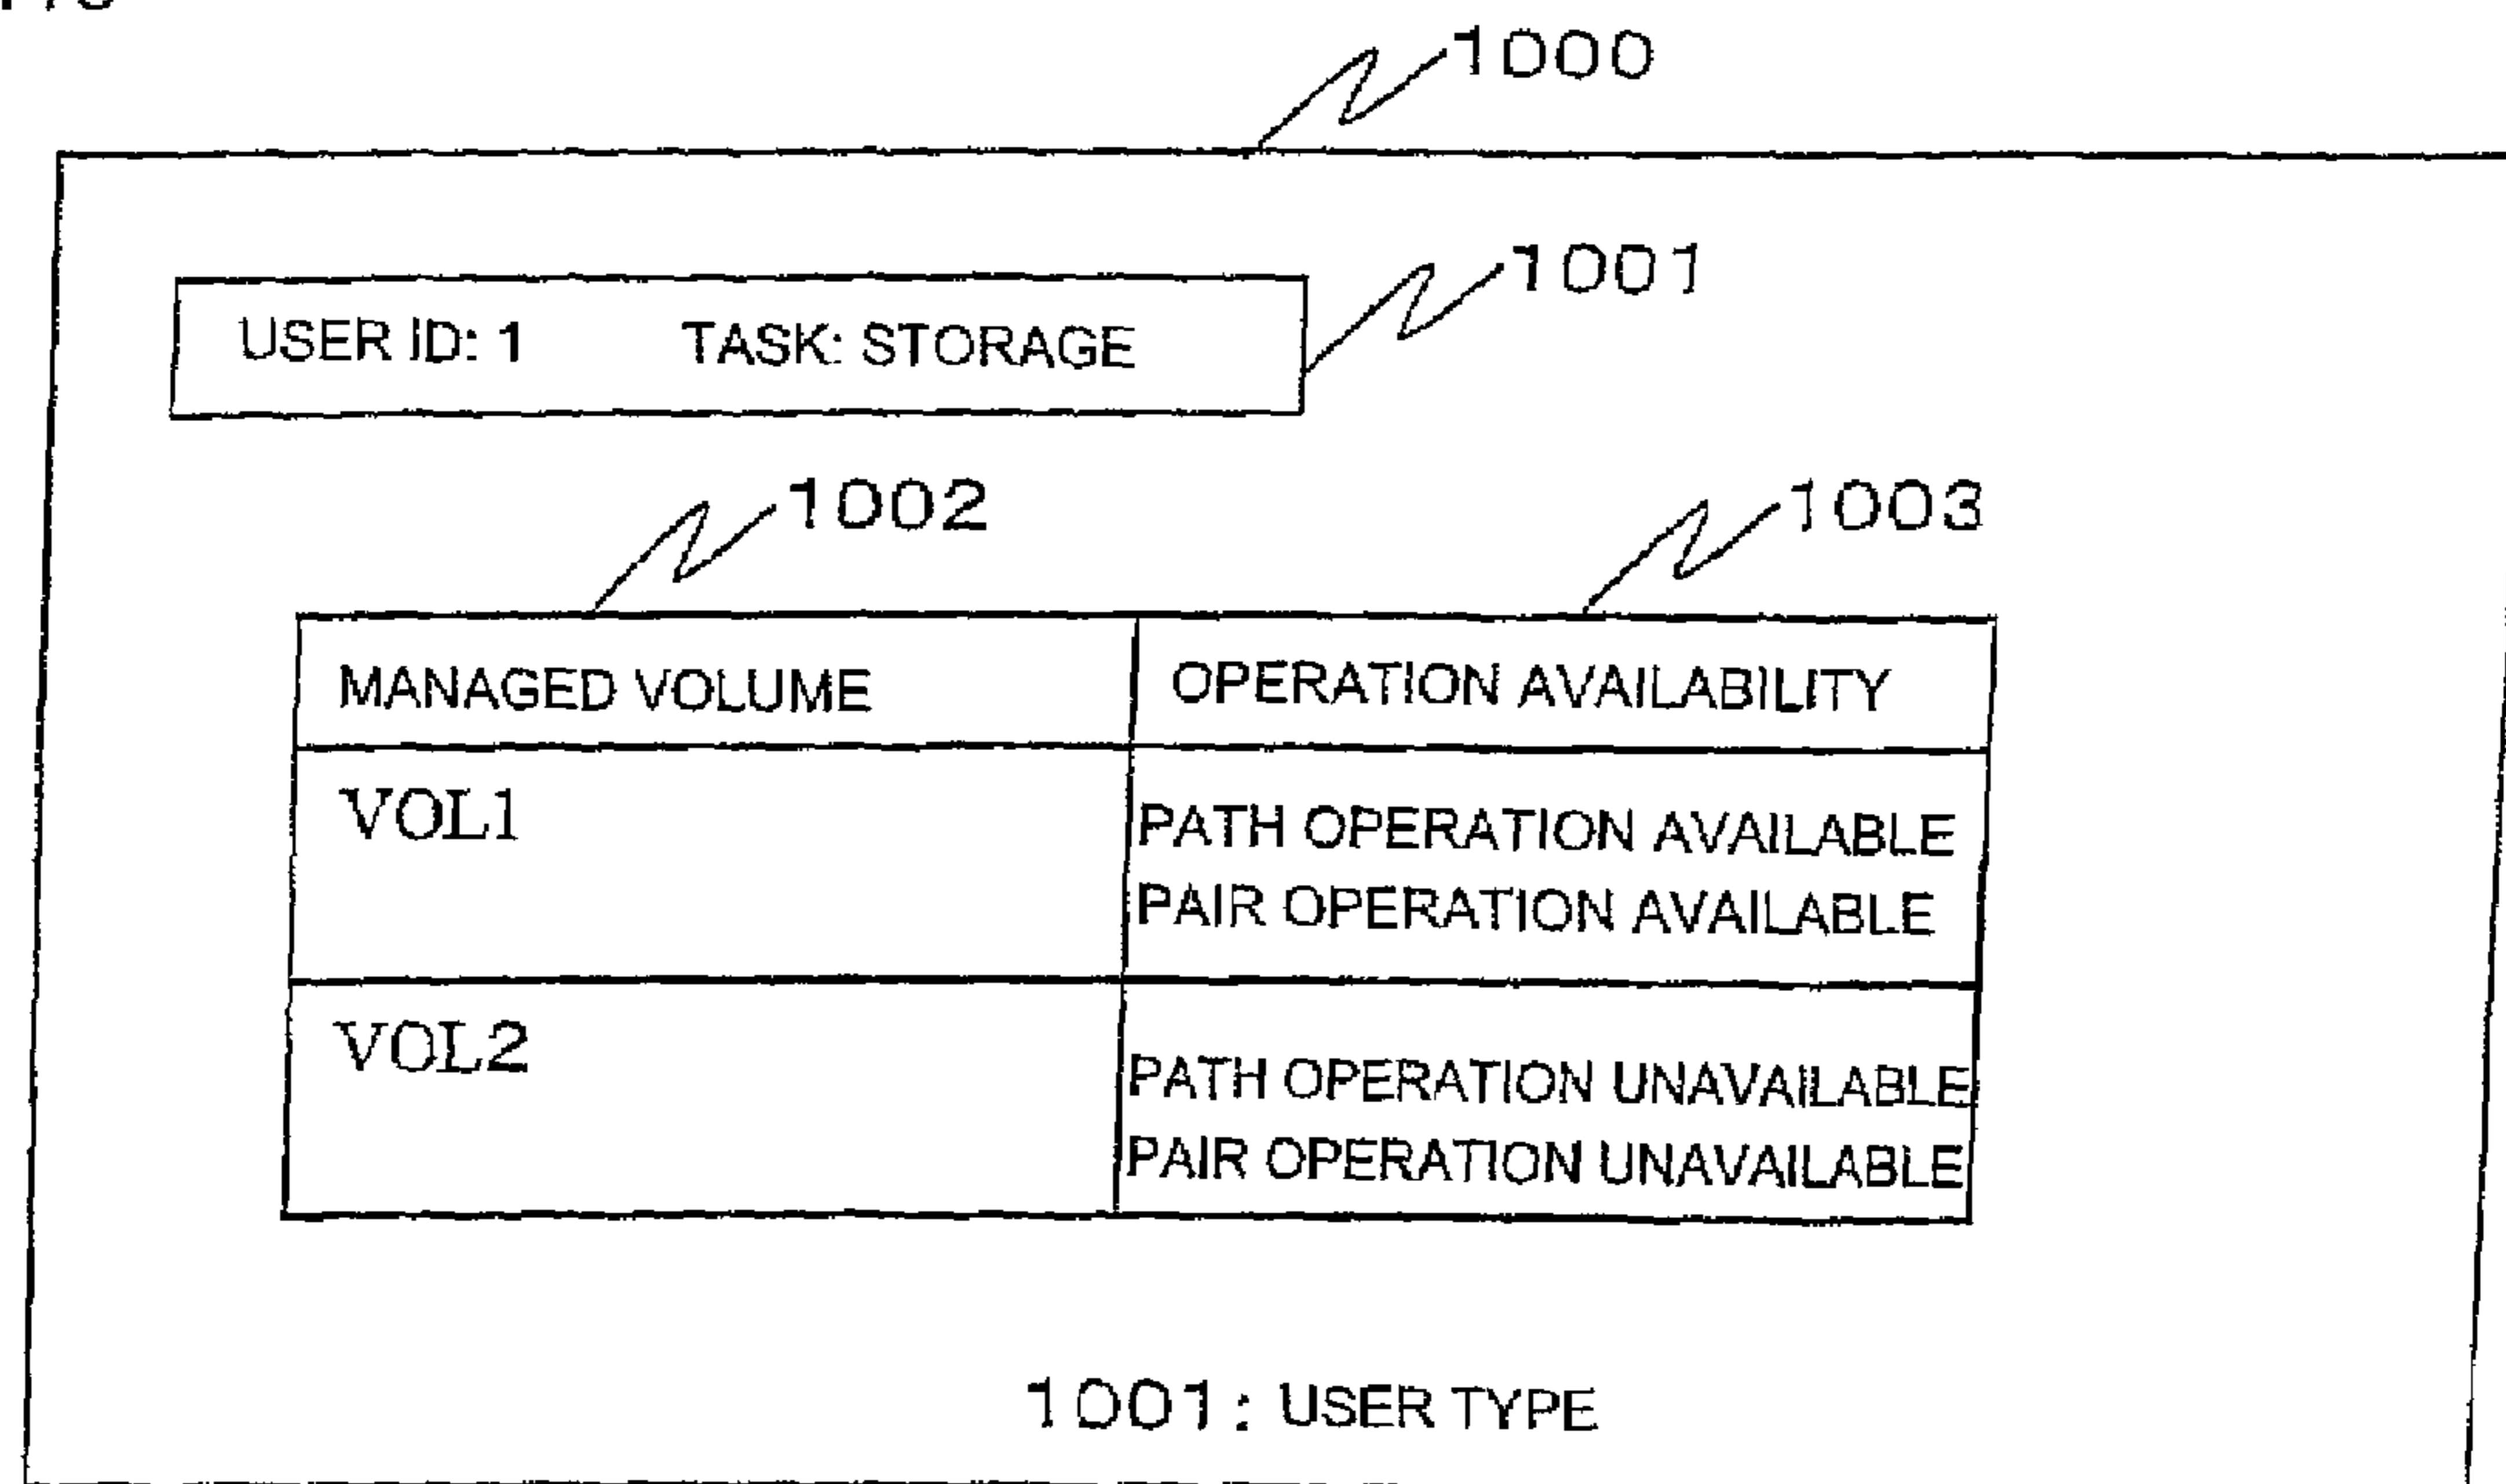 1000
1001
USER ID: 1 TASK: STORAGE
1002
1003
MANAGED VOLUME
OPERATION AVAILABILITY
VOL1
PATH OPERATION AVAILABLE
PAIR OPERATION AVAILABLE
VOL2
PATH OPERATION UNAVAILABLE
PAIR OPERATION UNAVAILABLE
1001: USER TYPE